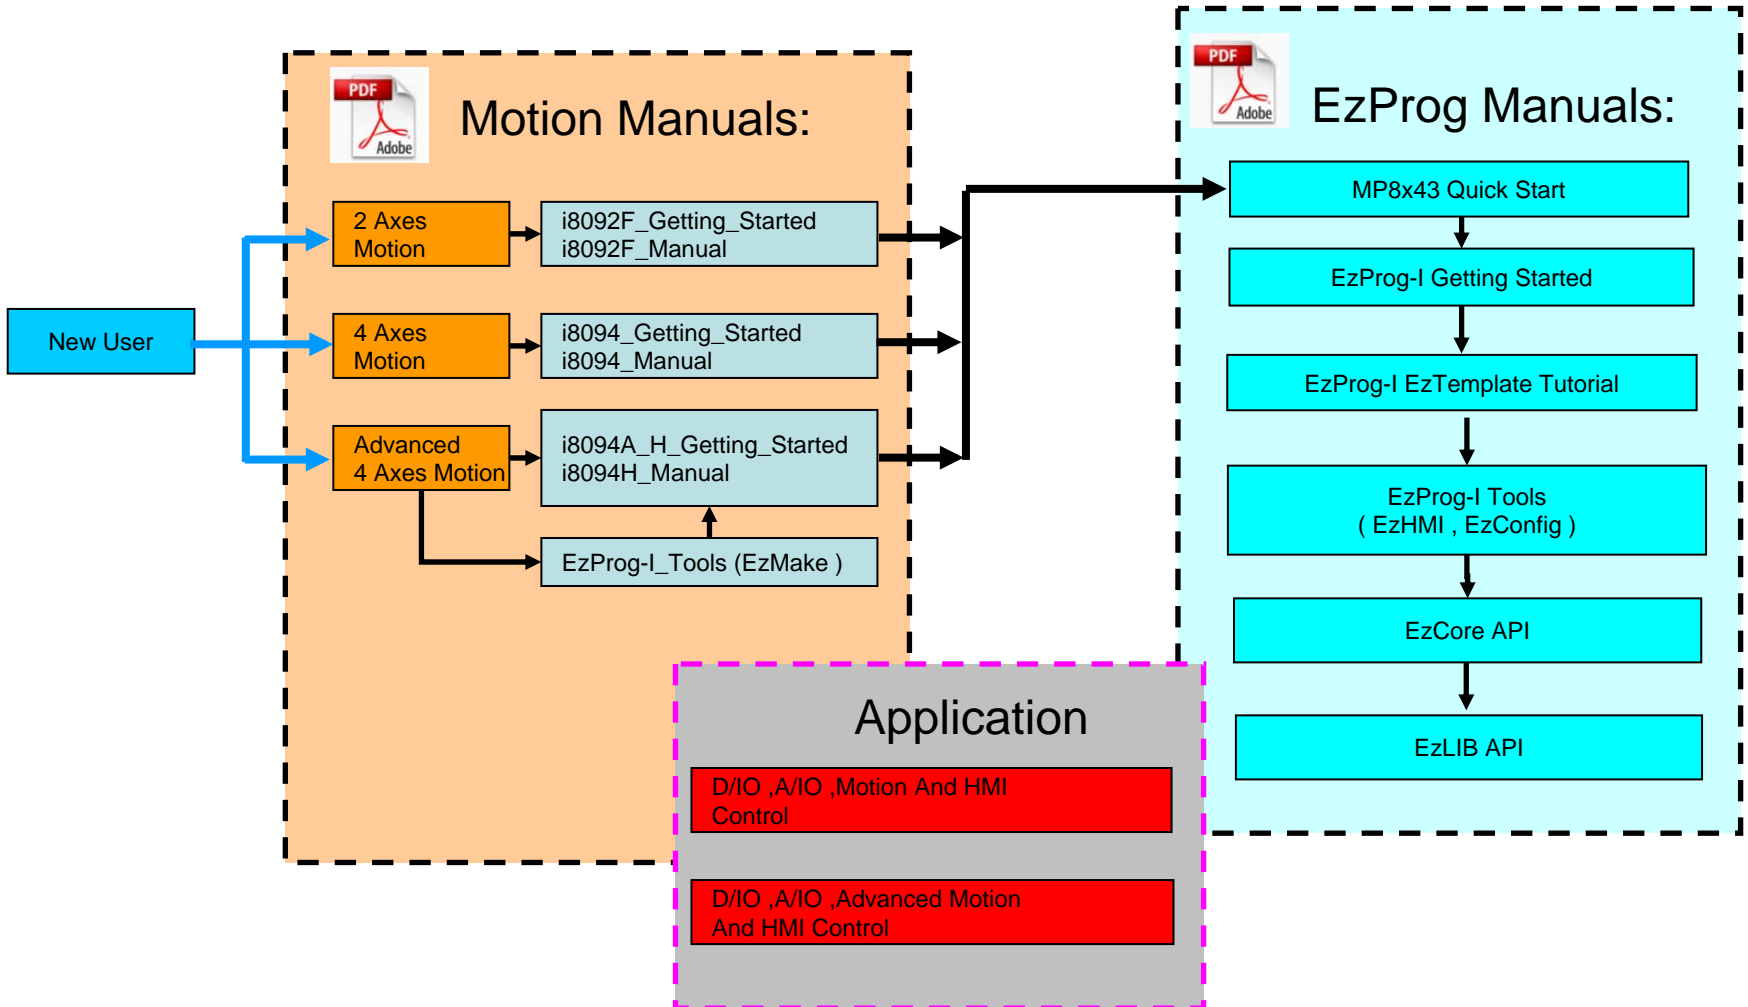 PDF
Adobe
Motion Manuals:
New User
2 Axes
Motion
i8092F_Getting_Started
i8092F_Manual
4 Axes
Motion
i8094_Getting_Started
i8094_Manual
Advanced
4 Axes Motion
i8094A_H_Getting_Started
i8094H_Manual
EzProg-I_Tools (EzMake )
PDF
Adobe
EzProg Manuals:
MP8x43 Quick Start
EzProg-I Getting Started
EzProg-I EzTemplate Tutorial
EzProg-I Tools
( EzHMI , EzConfig )
EzCore API
EzLIB API
Application
D/IO ,A/IO ,Motion And HMI
Control
D/IO ,A/IO ,Advanced Motion
And HMI Control